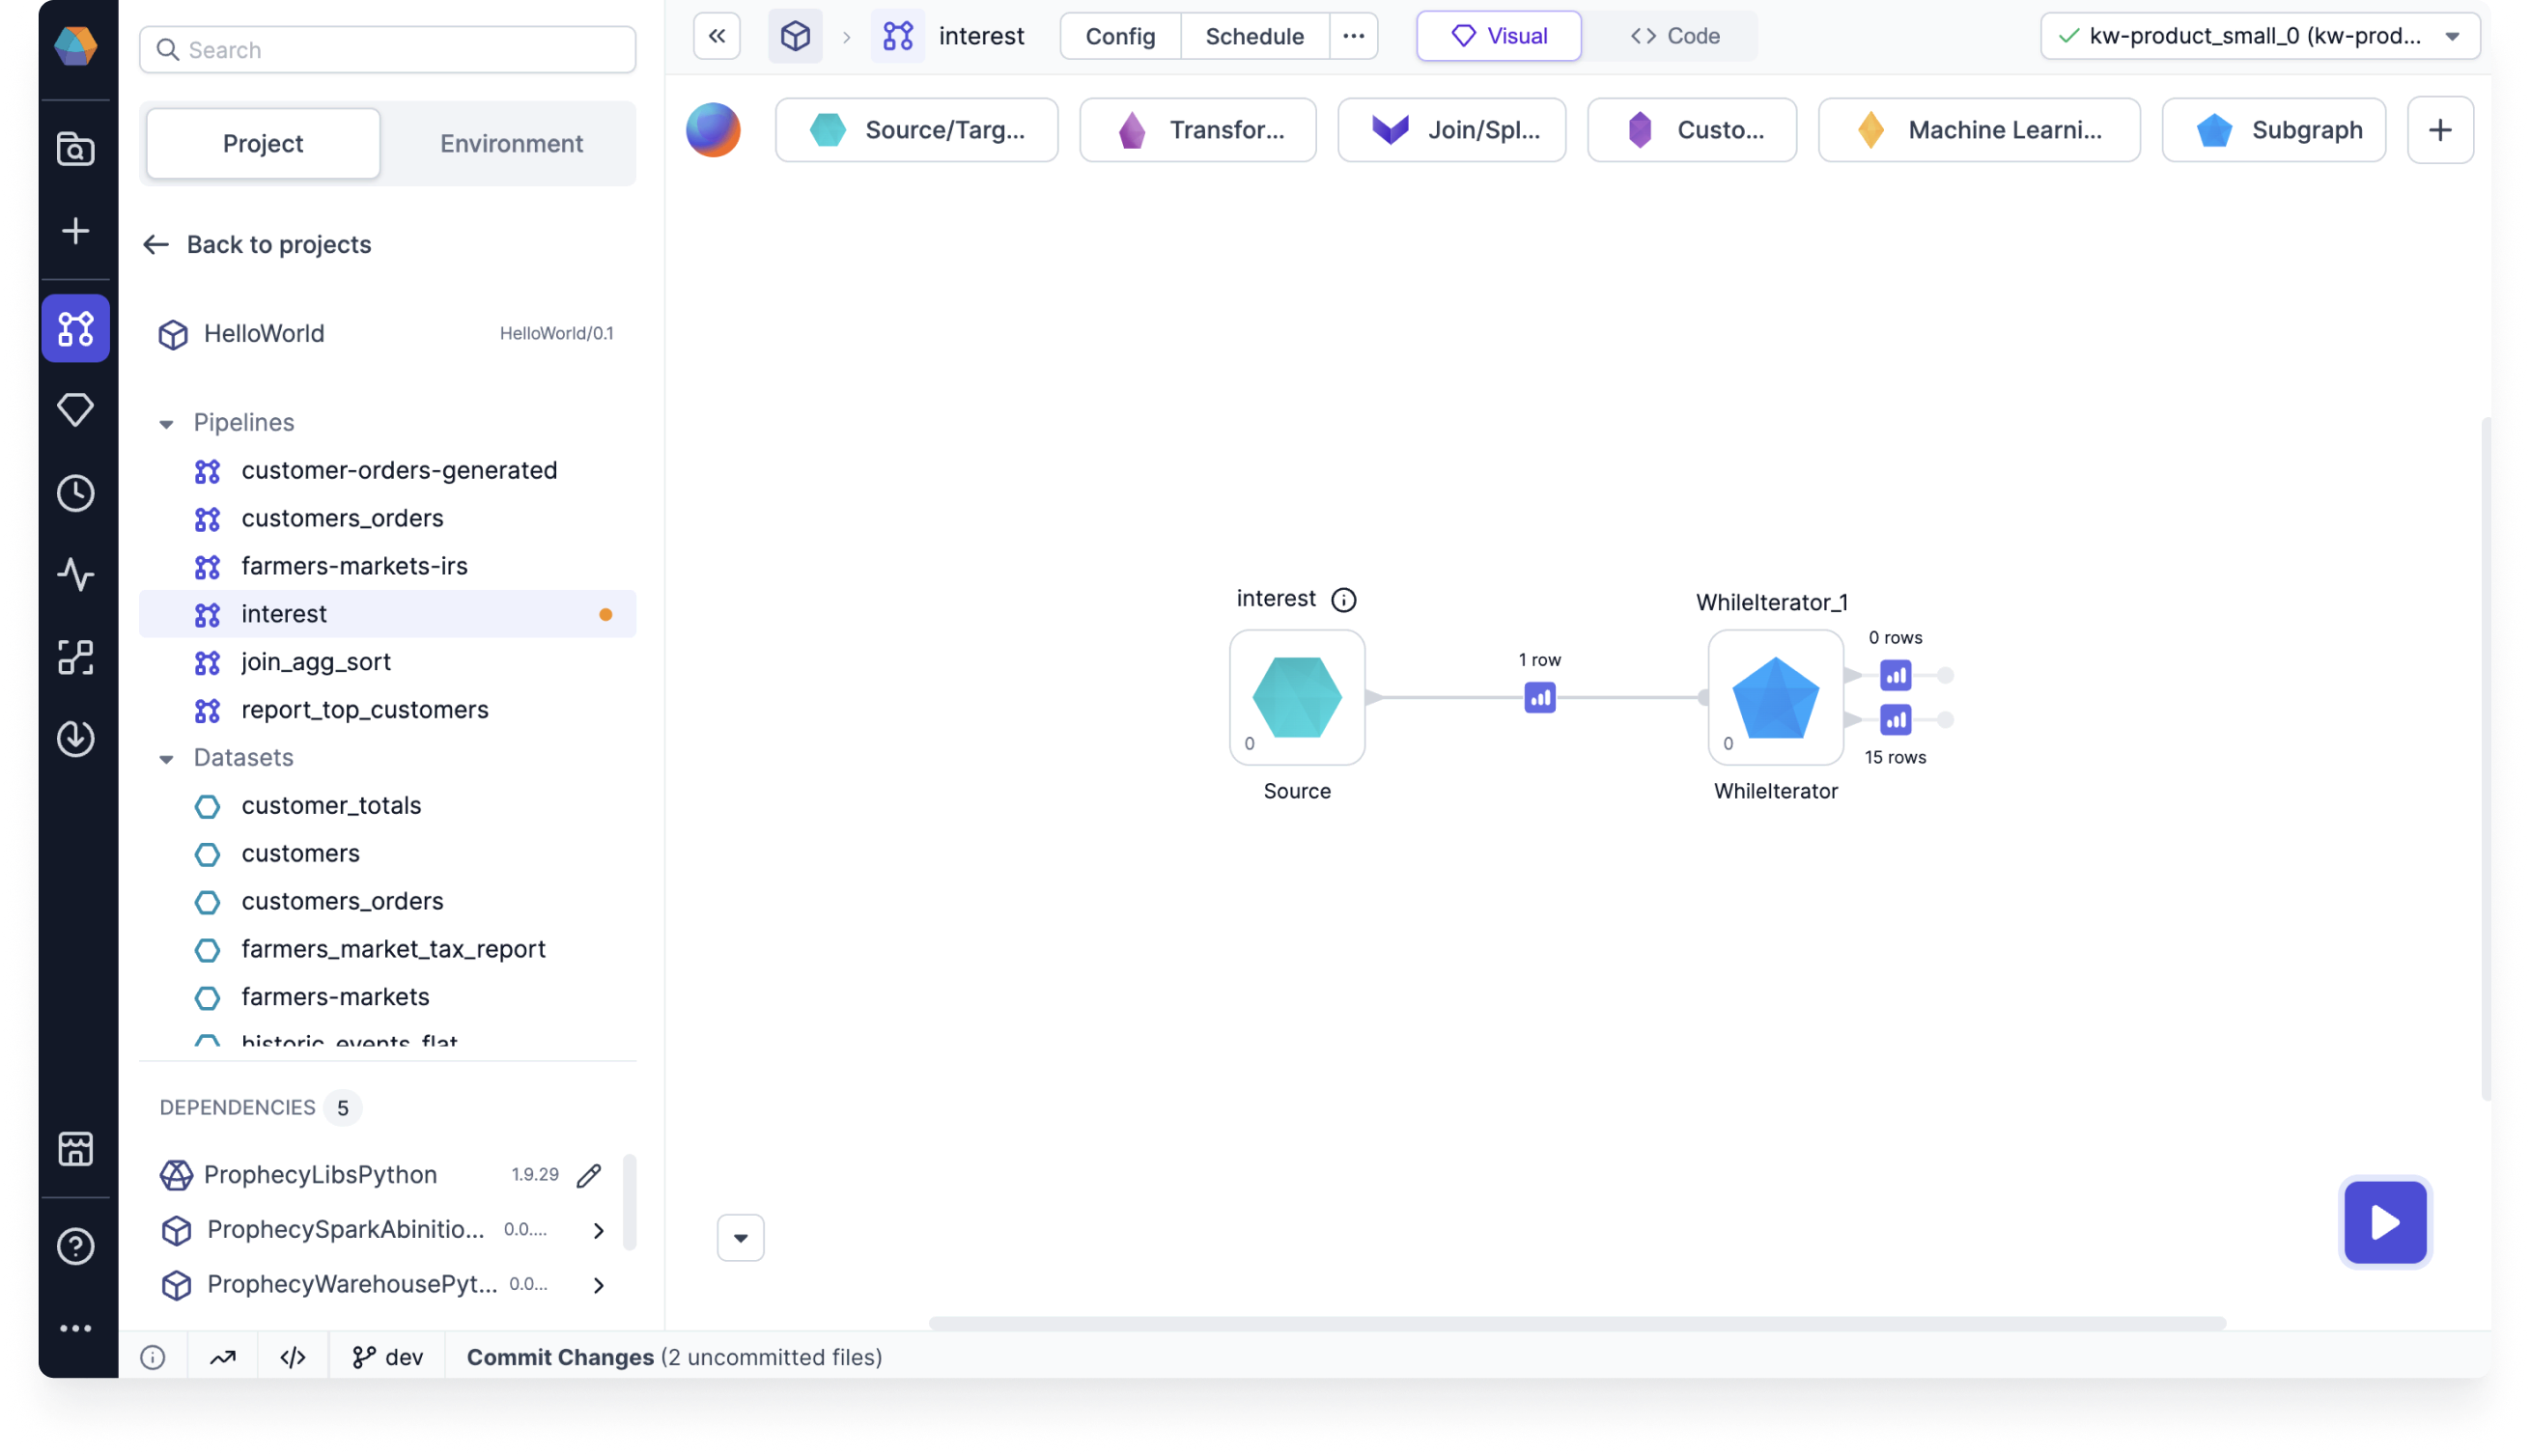 Search
interest
Config
Schedule
Visual
Code
kw-product_small_0 (kw-prod...
Project
Environment
Source/Targ...
Transfor...
Join/Spl...
Custo...
Machine Learni...
Subgraph
Back to projects
HelloWorld
HelloWorld/0.1
Pipelines
customer-orders-generated
customers_orders
farmers-markets-irs
interest
join_agg_sort
report_top_customers
Datasets
customer_totals
customers
customers_orders
farmers_market_tax_report
farmers-markets
historic_events_flat
DEPENDENCIES 5
ProphecyLibsPython 1.9.29
ProphecySparkAbinitio... 0.0....
ProphecyWarehousePyt... 0.0...
interest
0
Source
1 row
WhileIterator_1
0
WhileIterator
0 rows
15 rows
dev
Commit Changes (2 uncommitted files)